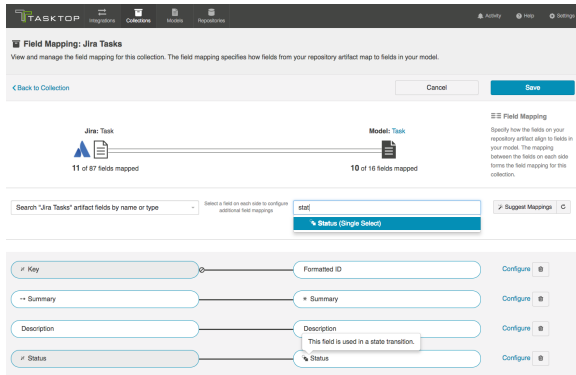 TASKTOP
Integrations
Collections
Models
Repositories
Activity
Help
Settings
Field Mapping: Jira Tasks
View and manage the field mapping for this collection. The field mapping specifies how fields from your repository artifact map to fields in your model.
Back to Collection
Cancel
Save
Jira: Task
11 of 87 fields mapped
Model: Task
10 of 16 fields mapped
Field Mapping
Specify how the fields on your
repository artifact align to fields in
your model. The mapping
between the fields on each side
forms the field mapping for this
collection.
Search "Jira Tasks" artifact fields by name or type
Select a field on each side to configure
additional field mappings
stat
Status (Single Select)
Suggest Mappings
Key
Formatted ID
Configure
Summary
Summary
Configure
Description
Description
Configure
This field is used in a state transition.
Status
Status
Configure